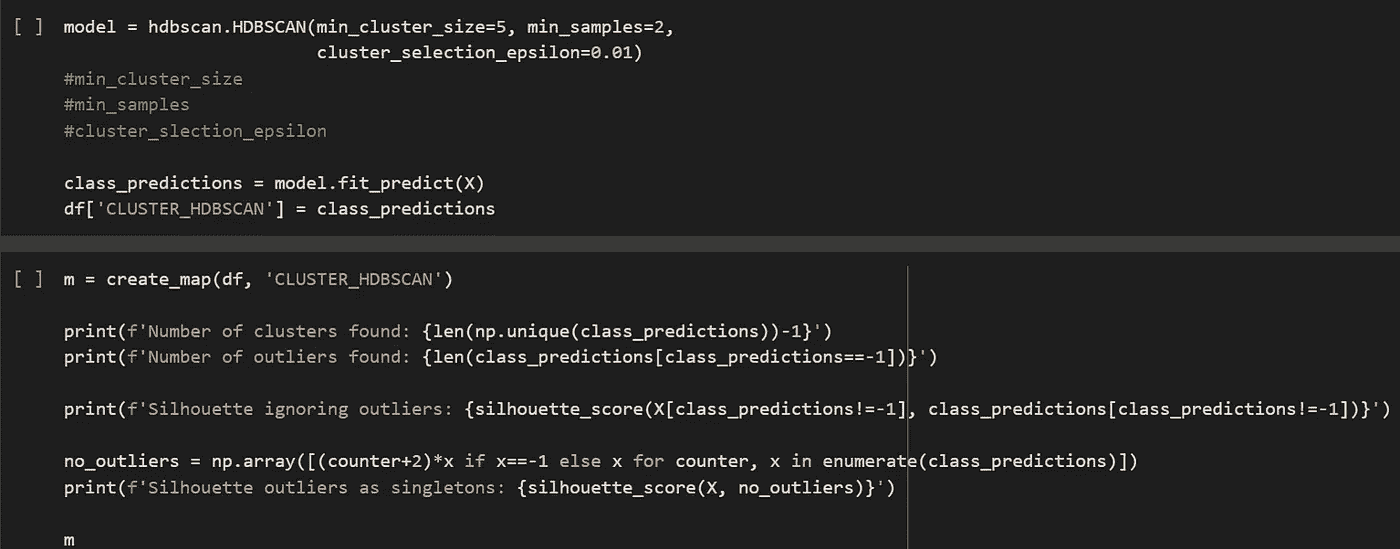 [ ] model = hdbscan.HDBSCAN(min_cluster_size=5, min_samples=2,
cluster_selection_epsilon=0.01)
#min_cluster_size
#min_samples
#cluster_slection_epsilon
class_predictions = model.fit_predict(X)
df['CLUSTER_HDBSCAN'] = class_predictions
[ ] m = create_map(df, 'CLUSTER_HDBSCAN')
print(f'Number of clusters found: {len(np.unique(class_predictions))-1}')
print(f'Number of outliers found: {len(class_predictions[class_predictions==-1])}')
print(f'Silhouette ignoring outliers: {silhouette_score(X[class_predictions!=-1], class_predictions[class_predictions!=-1])}')
no_outliers = np.array([(counter+2)*x if x==-1 else x for counter, x in enumerate(class_predictions)])
print(f'Silhouette outliers as singletons: {silhouette_score(X, no_outliers)}')
m